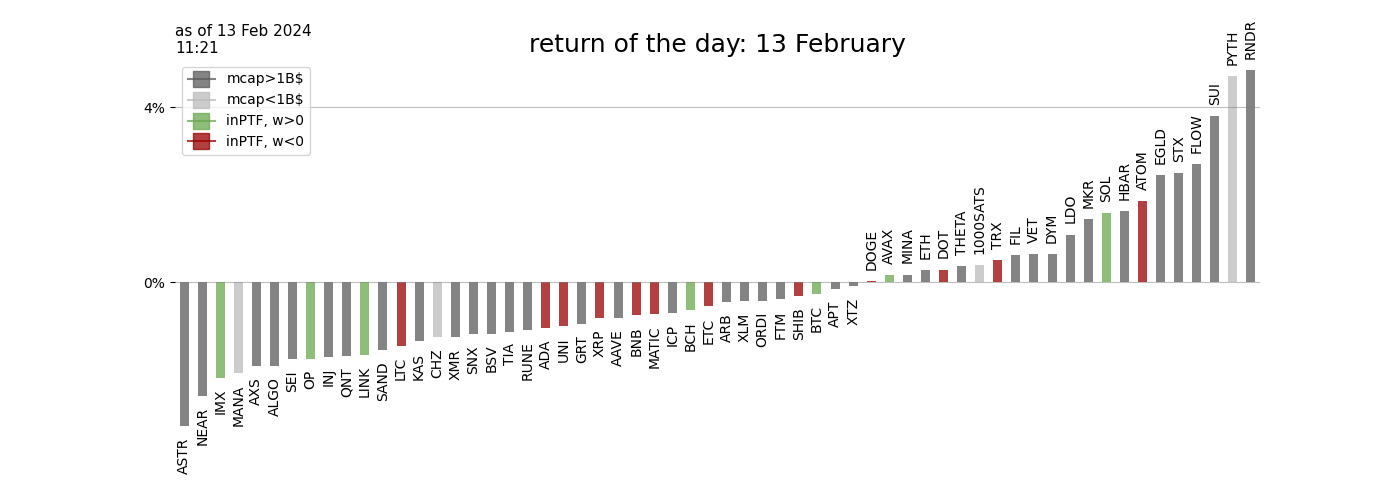 as of 13 Feb 2024
11:21
return of the day: 13 February
mcap>1B$
mcap<1B$
inPTF, w>0
inPTF, w<0
4%
0%
ASTR
NEAR
IMX
MANA
AXS
ALGO
SEI
OP
INJ
QNT
LINK
SAND
LTC
KAS
CHZ
XMR
SNX
BSV
TIA
RUNE
ADA
UNI
GRT
XRP
AAVE
BNB
MATIC
ICP
BCH
ETC
ARB
XLM
ORDI
FTM
SHIB
BTC
APT
XTZ
DOGE
AVAX
MINA
ETH
DOT
THETA
1000SATS
TRX
FIL
VET
DYM
LDO
MKR
SOL
HBAR
ATOM
EGLD
STX
FLOW
SUI
PYTH
RNDR